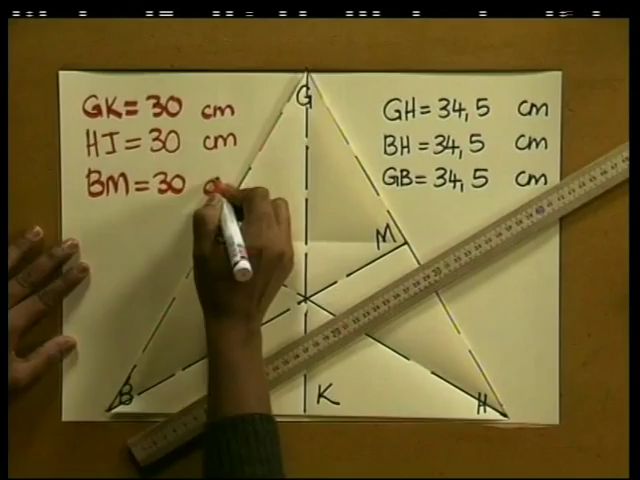 GK = 30 cm
HI = 30 cm
BM = 30
GH = 34,5 cm
BH = 34,5 cm
GB = 34,5 cm
G
M
B
K
H